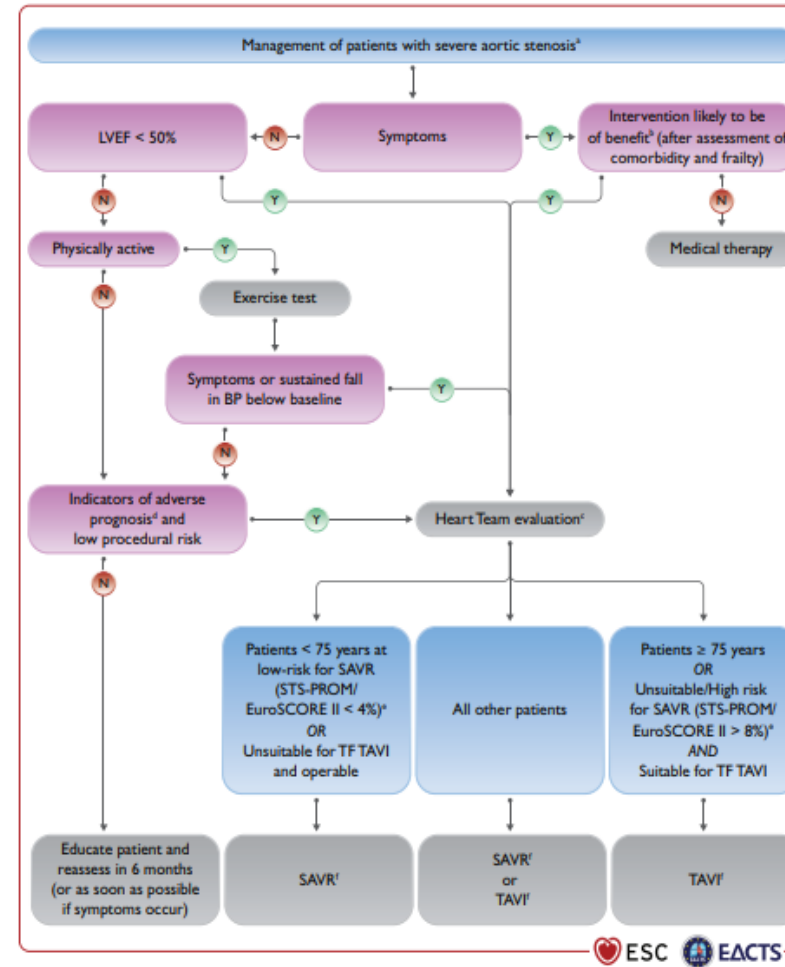 Management of patients with severe aortic stenosisª
LVEF < 50%
N
Symptoms
Y
Intervention likely to be
of benefitᵇ (after assessment of
comorbidity and frailty)
N
Y
Y
N
Physically active
Y
Medical therapy
N
Exercise test
Symptoms or sustained fall
in BP below baseline
Y
N
Indicators of adverse
prognosisᵈ and
low procedural risk
Y
Heart Team evaluationᶜ
N
Patients < 75 years at
low-risk for SAVR
(STS-PROM/
EuroSCORE II < 4%)ᵉ
OR
Unsuitable for TF TAVI
and operable
All other patients
Patients ≥ 75 years
OR
Unsuitable/High risk
for SAVR (STS-PROM/
EuroSCORE II > 8%)ᵉ
AND
Suitable for TF TAVI
Educate patient and
reassess in 6 months
(or as soon as possible
if symptoms occur)
SAVRᶠ
SAVRᶠ
or
TAVIᶠ
TAVIᶠ
ESC EACTS